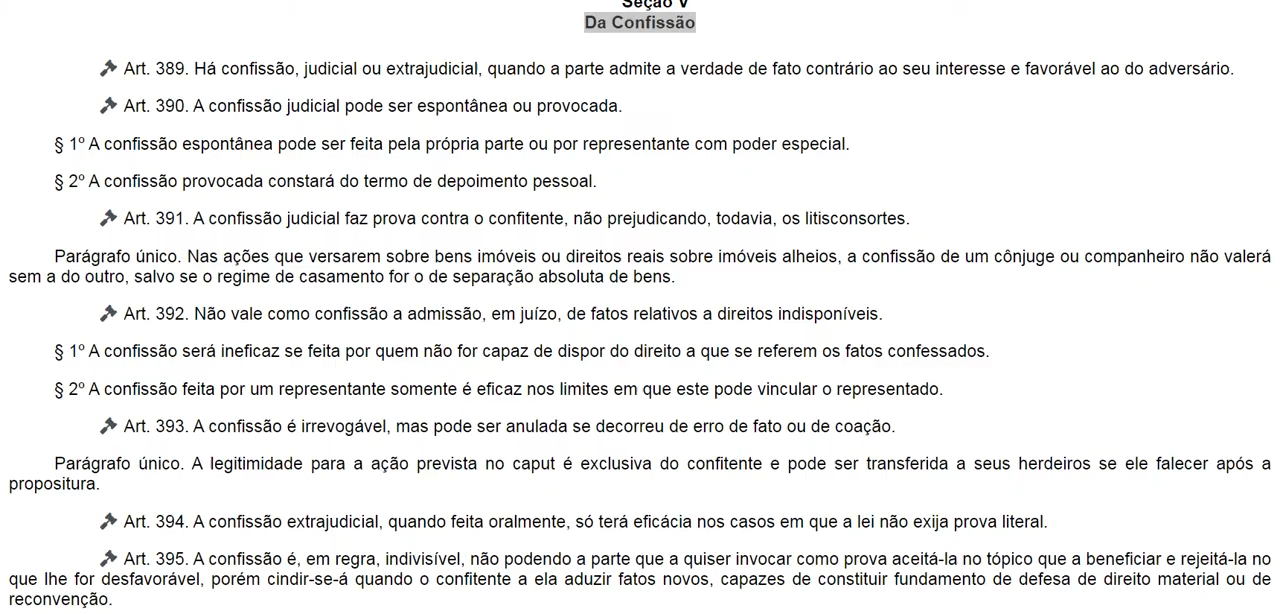 Seção V
Da Confissão
Art. 389. Há confissão, judicial ou extrajudicial, quando a parte admite a verdade de fato contrário ao seu interesse e favorável ao do adversário.
Art. 390. A confissão judicial pode ser espontânea ou provocada.
§ 1º A confissão espontânea pode ser feita pela própria parte ou por representante com poder especial.
§ 2º A confissão provocada constará do termo de depoimento pessoal.
Art. 391. A confissão judicial faz prova contra o confitente, não prejudicando, todavia, os litisconsortes.
Parágrafo único. Nas ações que versarem sobre bens imóveis ou direitos reais sobre imóveis alheios, a confissão de um cônjuge ou companheiro não valerá
sem a do outro, salvo se o regime de casamento for o de separação absoluta de bens.
Art. 392. Não vale como confissão a admissão, em juízo, de fatos relativos a direitos indisponíveis.
§ 1º A confissão será ineficaz se feita por quem não for capaz de dispor do direito a que se referem os fatos confessados.
§ 2º A confissão feita por um representante somente é eficaz nos limites em que este pode vincular o representado.
Art. 393. A confissão é irrevogável, mas pode ser anulada se decorreu de erro de fato ou de coação.
Parágrafo único. A legitimidade para a ação prevista no caput é exclusiva do confitente e pode ser transferida a seus herdeiros se ele falecer após a
propositura.
Art. 394. A confissão extrajudicial, quando feita oralmente, só terá eficácia nos casos em que a lei não exija prova literal.
Art. 395. A confissão é, em regra, indivisível, não podendo a parte que a quiser invocar como prova aceitá-la no tópico que a beneficiar e rejeitá-la no
que lhe for desfavorável, porém cindir-se-á quando o confitente a ela aduzir fatos novos, capazes de constituir fundamento de defesa de direito material ou de
reconvenção.